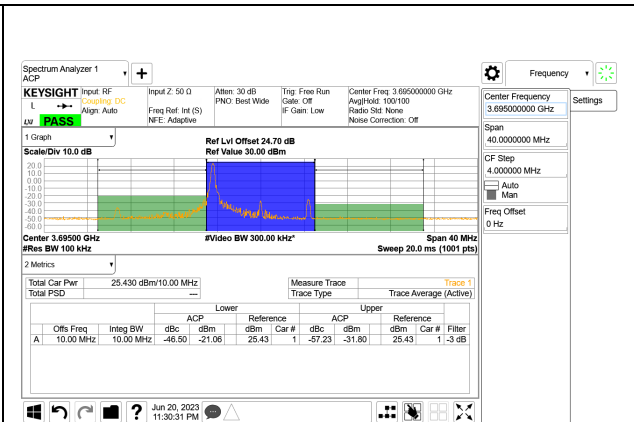 Spectrum Analyzer 1
ACP
Frequency
KEYSIGHT Input: RF Input Z: 50 Ω Atten: 30 dB Trig: Free Run Center Freq: 3.695000000 GHz
Coupling: DC PNO: Best Wide Gate: Off Avg|Hold: 100/100
L Align: Auto Freq Ref: Int (S) IF Gain: Low Radio Std: None
PASS NFE: Adaptive Noise Correction: Off
Center Frequency
3.695000000 GHz
Settings
Span
40.0000000 MHz
CF Step
4.000000 MHz
Auto
Man
Freq Offset
0 Hz
1 Graph
Ref Lvl Offset 24.70 dB
Scale/Div 10.0 dB Ref Value 30.00 dBm
20.0
10.0
0.00
-10.0
-20.0
-30.0
-40.0
-50.0
-60.0
Center 3.69500 GHz #Video BW 300.00 kHz* Span 40 MHz
#Res BW 100 kHz Sweep 20.0 ms (1001 pts)
2 Metrics
Total Car Pwr 25.430 dBm/10.00 MHz Measure Trace Trace 1
Total PSD --- Trace Type Trace Average (Active)
Lower Upper
ACP Reference ACP Reference
Offs Freq Integ BW dBc dBm dBm Car # dBc dBm dBm Car # Filter
A 10.00 MHz 10.00 MHz -46.50 -21.06 25.43 1 -57.23 -31.80 25.43 1 -3 dB
?
Jun 20, 2023
11:30:31 PM